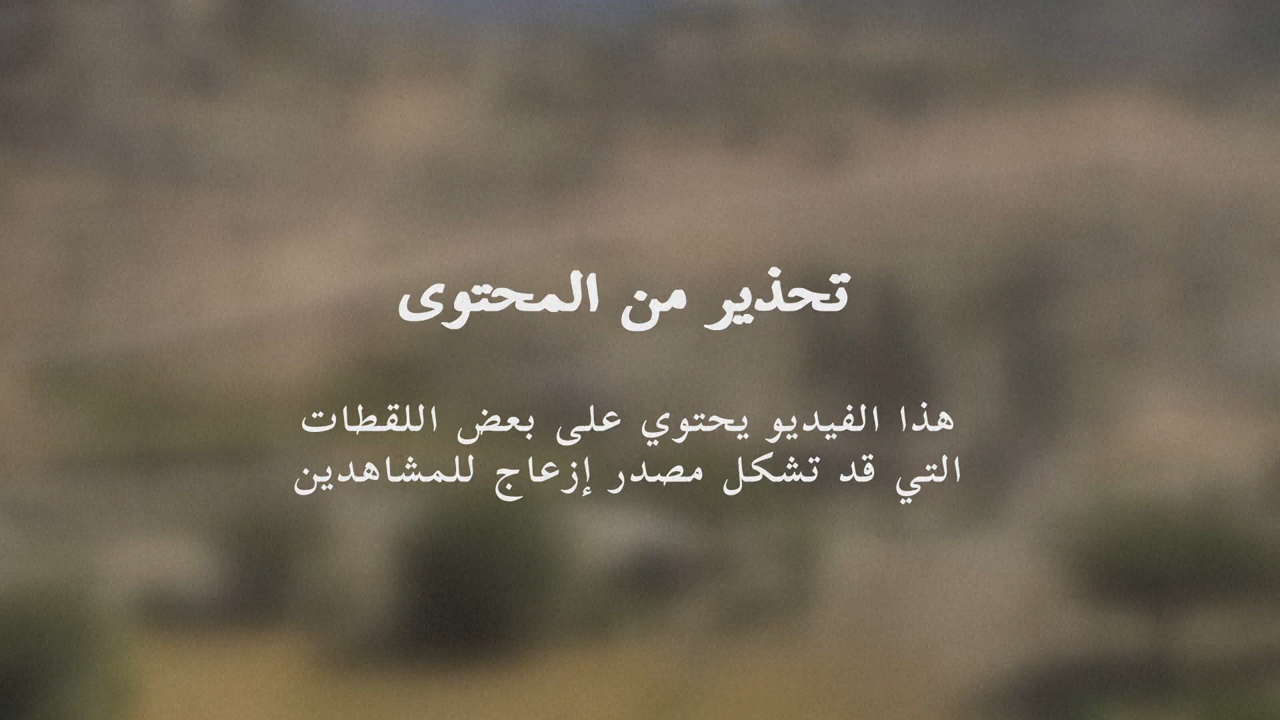 تحذير من المحتوى
هذا الفيديو يحتوي على بعض اللقطات
التي قد تشكل مصدر إزعاج للمشاهدين